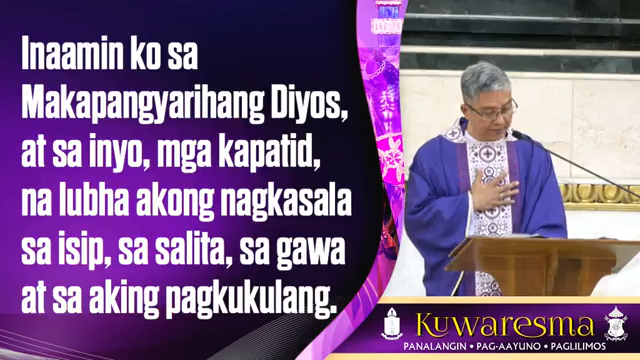 Inaamin ko sa
Makapangyarihang Diyos,
at sa inyo, mga kapatid,
na lubha akong nagkasala
sa isip, sa salita, sa gawa
at sa aking pagkukulang.
Kuwaresma
PANALANGIN • PAG-AAYUNO • PAGLILIMOS